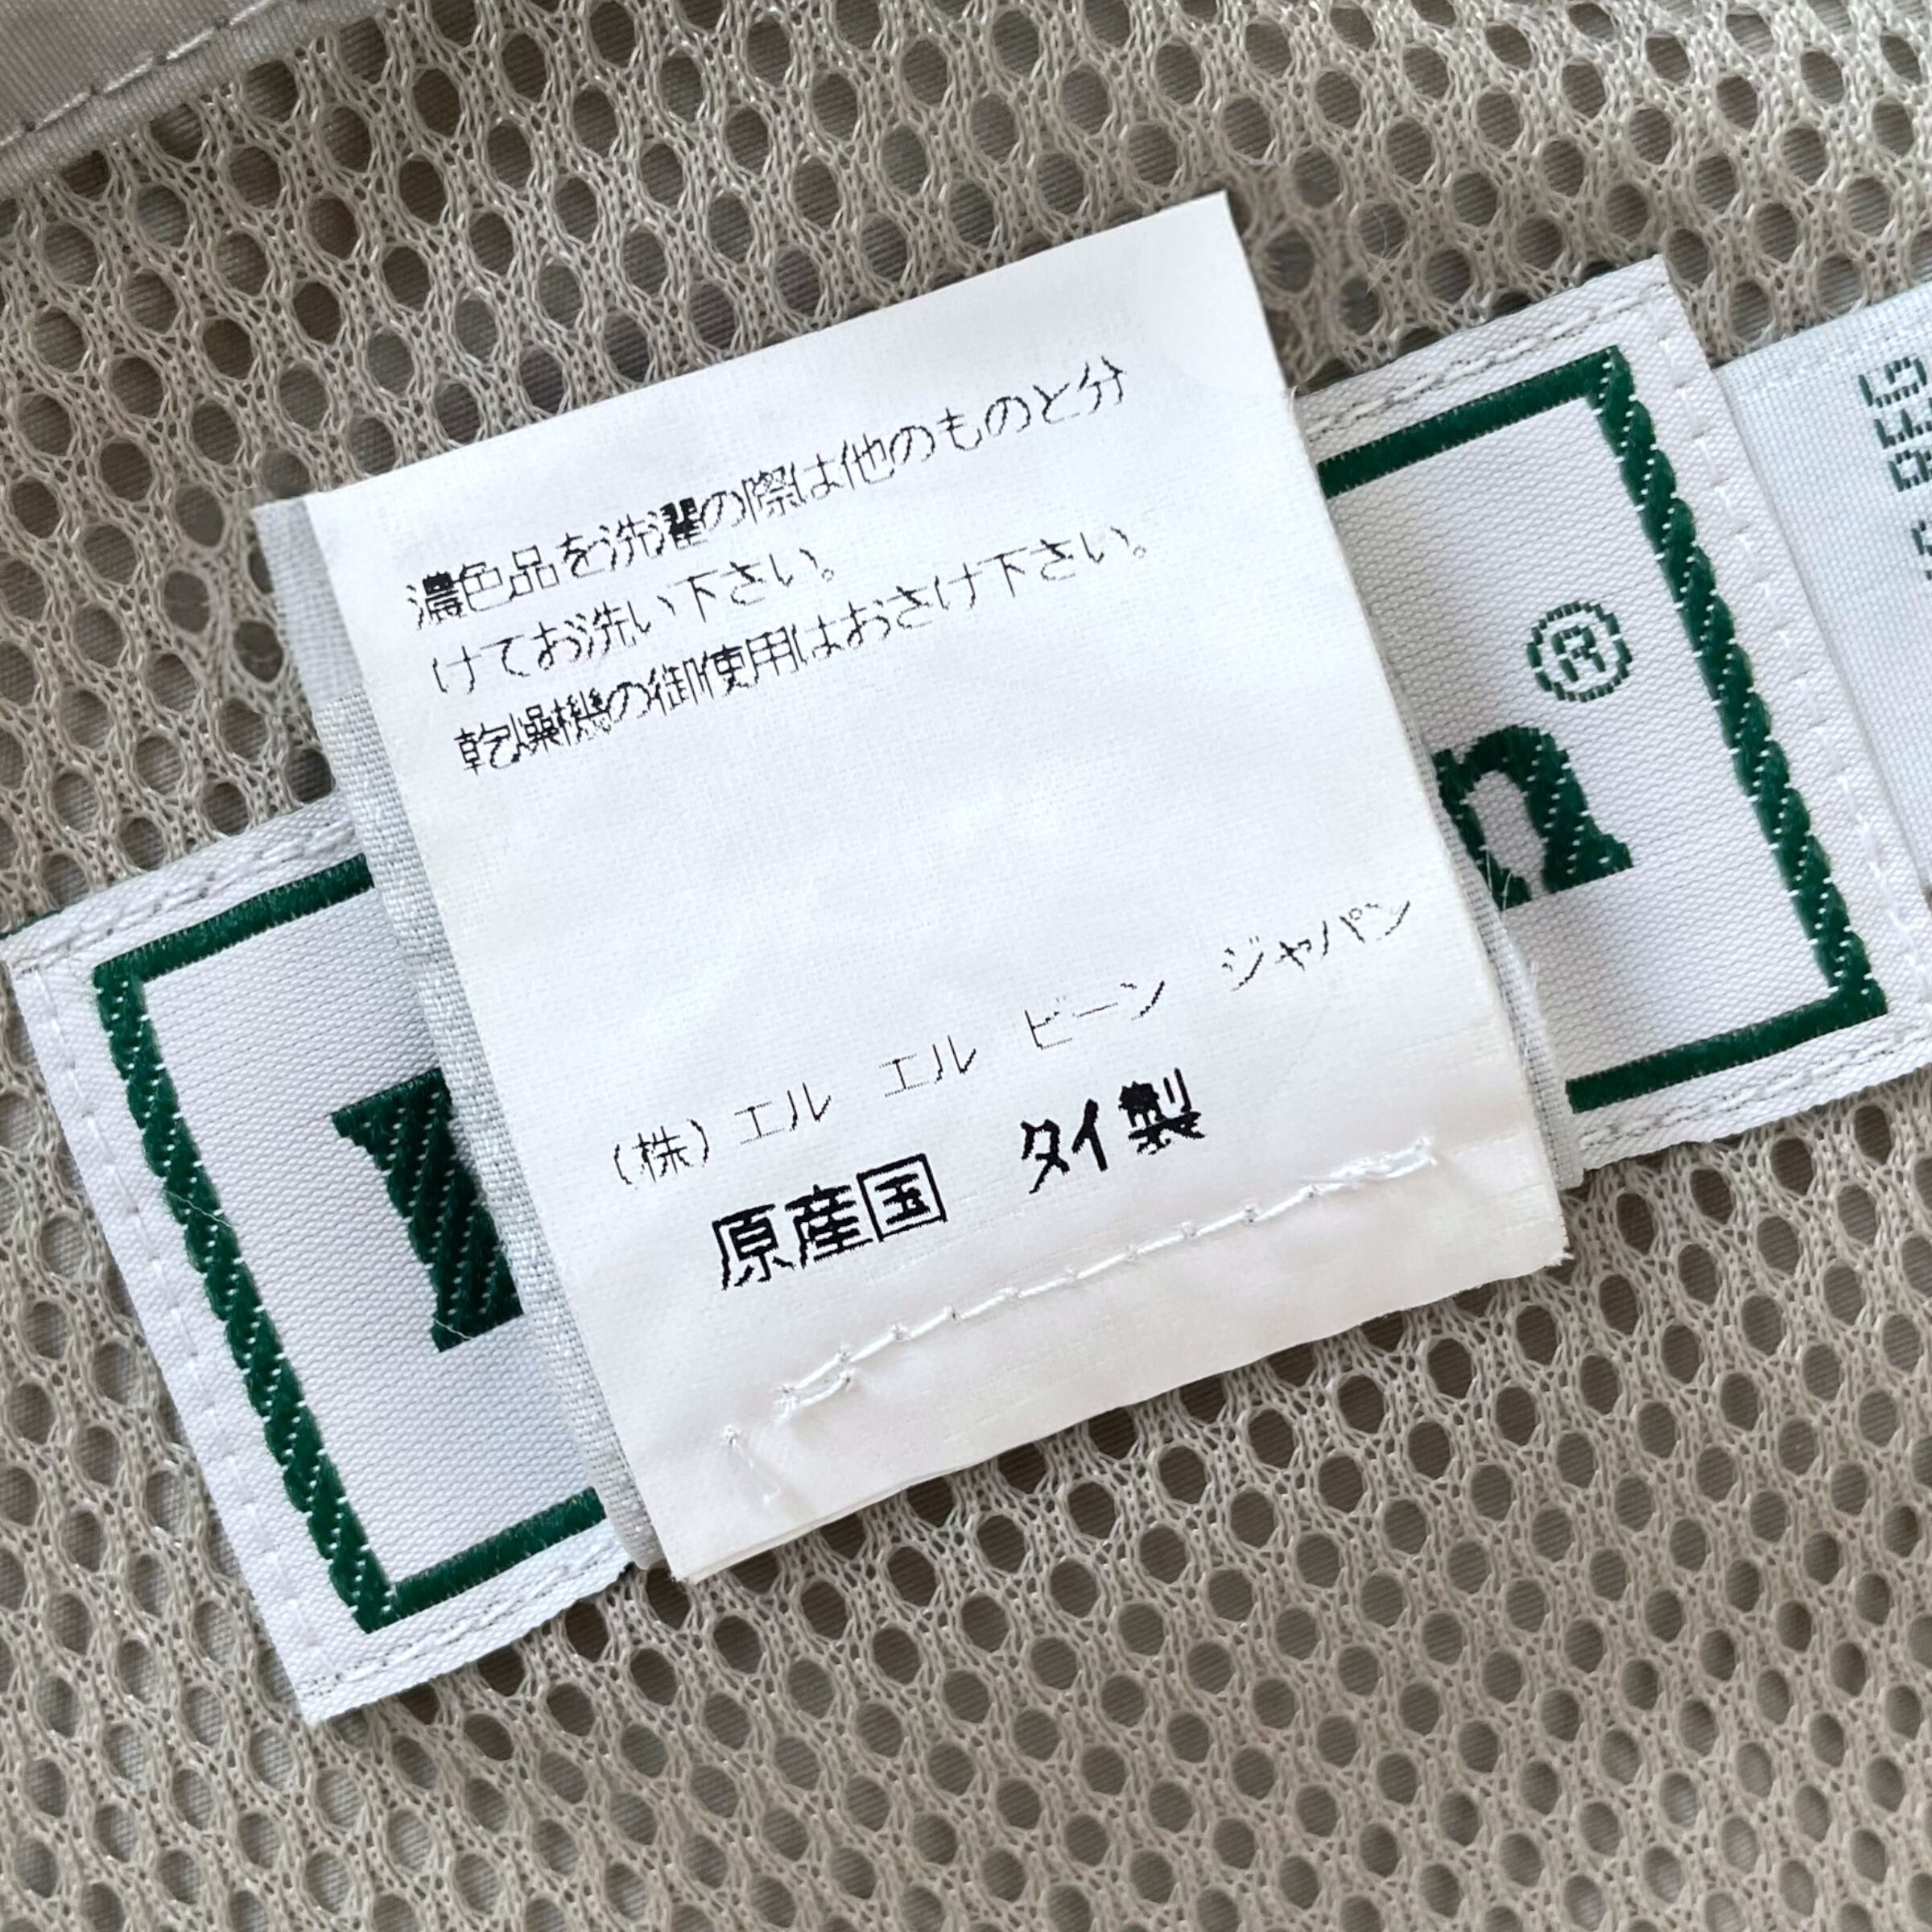 濃色品を洗濯の際は他のものと分
けてお洗い下さい。
乾燥機の御使用はおさけ下さい。
(株)エル エル ビーン ジャパン
原産国 タイ製
n®
REG